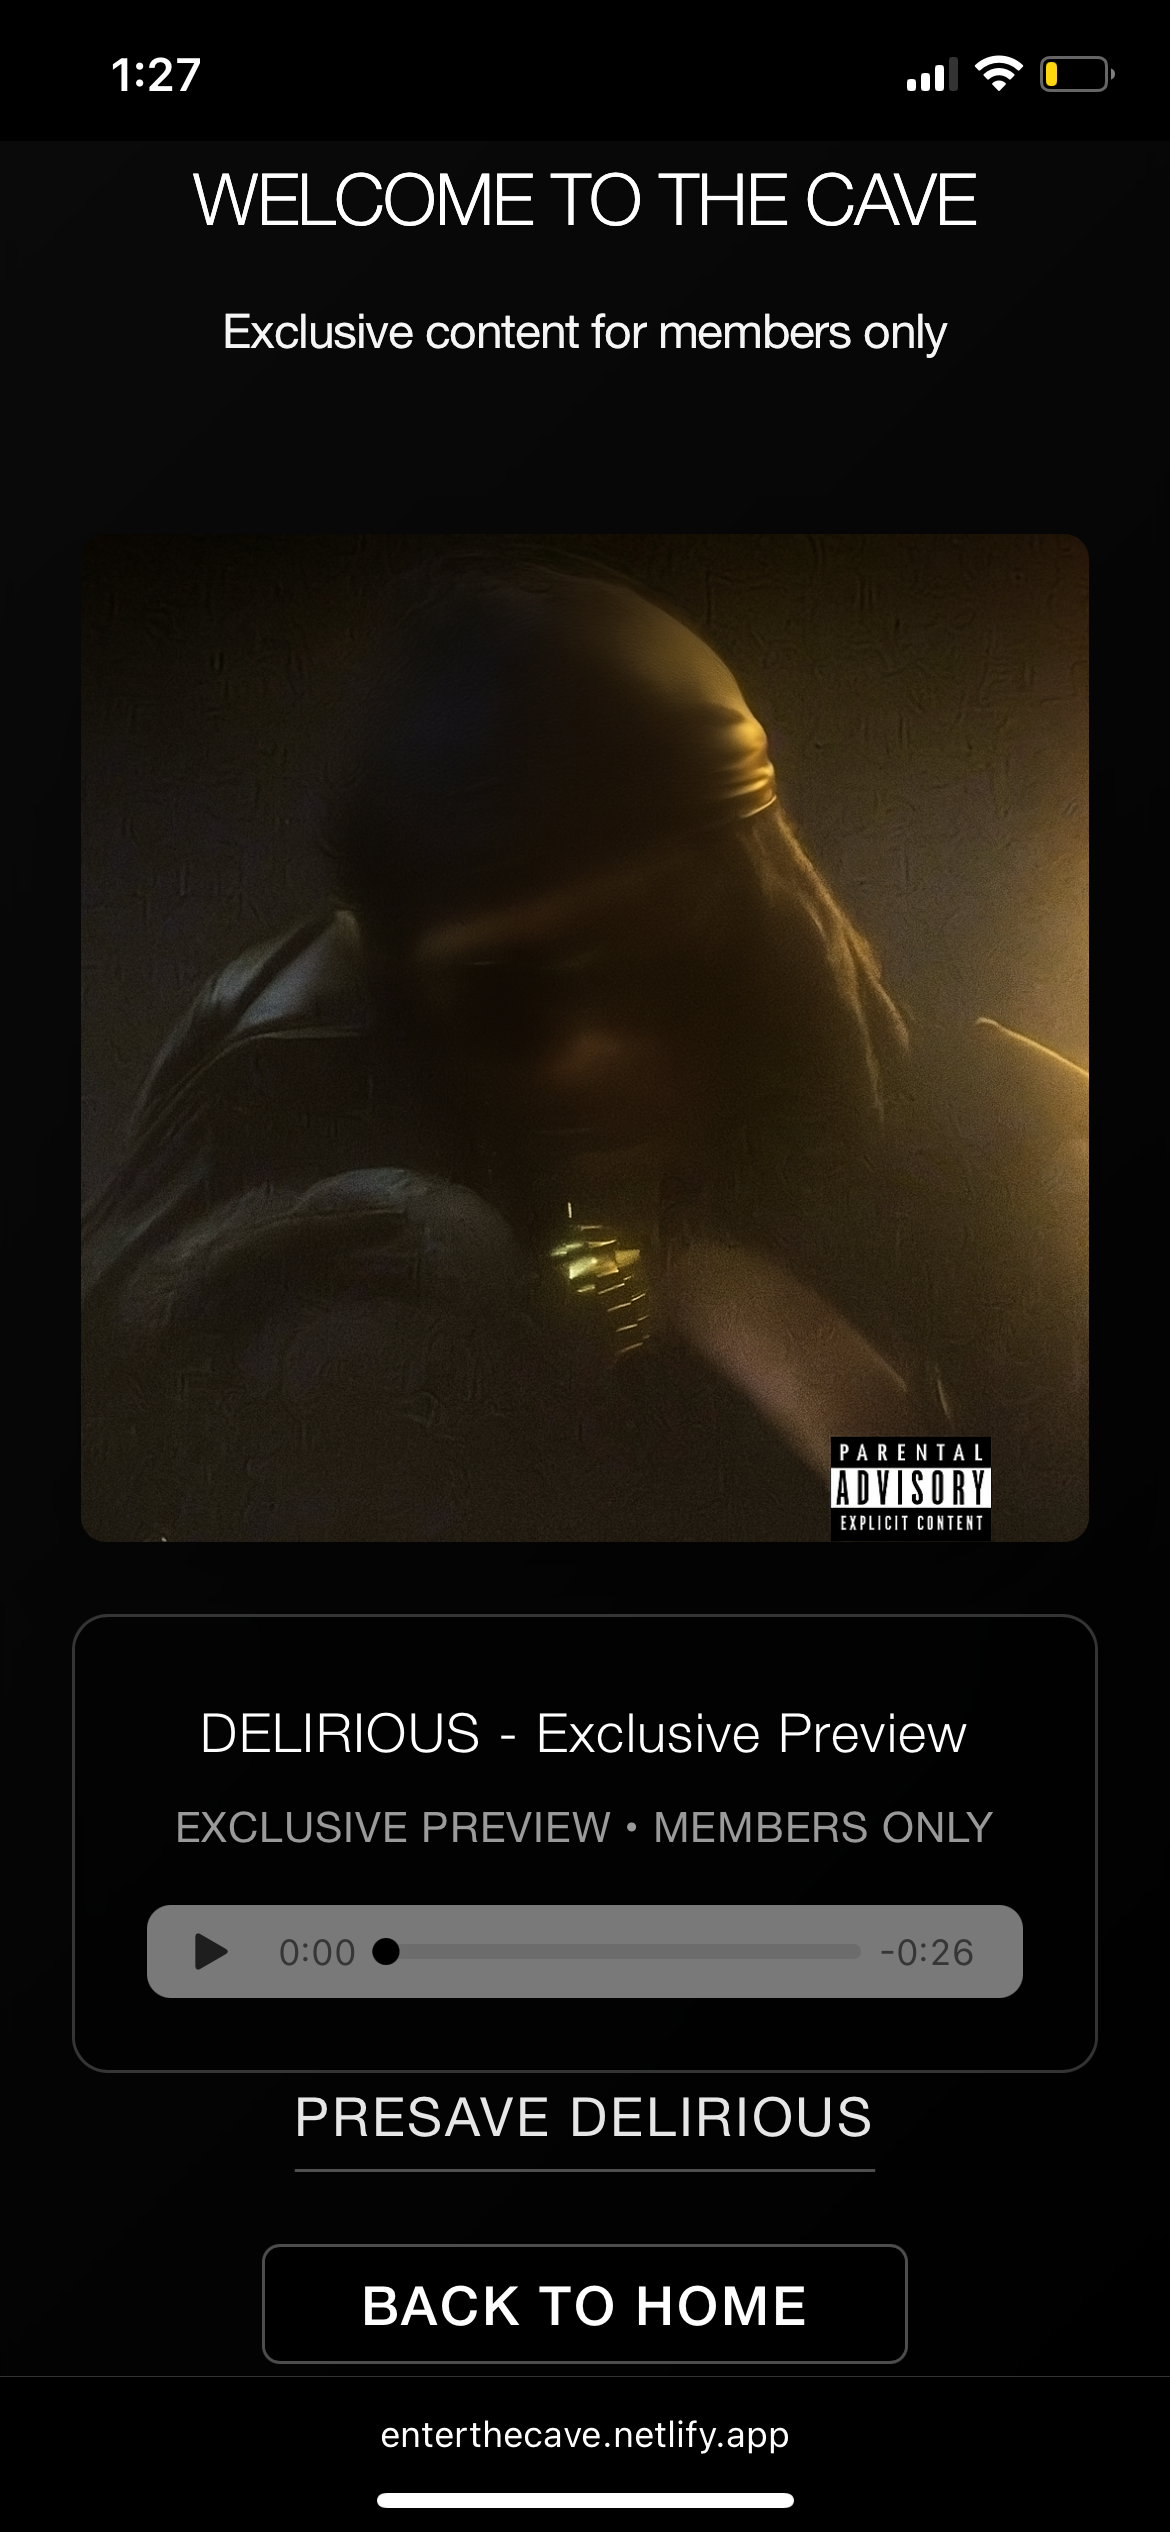 1:27
WELCOME TO THE CAVE
Exclusive content for members only
PARENTAL
ADVISORY
EXPLICIT CONTENT
DELIRIOUS - Exclusive Preview
EXCLUSIVE PREVIEW • MEMBERS ONLY
0:00 -0:26
PRESAVE DELIRIOUS
BACK TO HOME
enterthecave.netlify.app